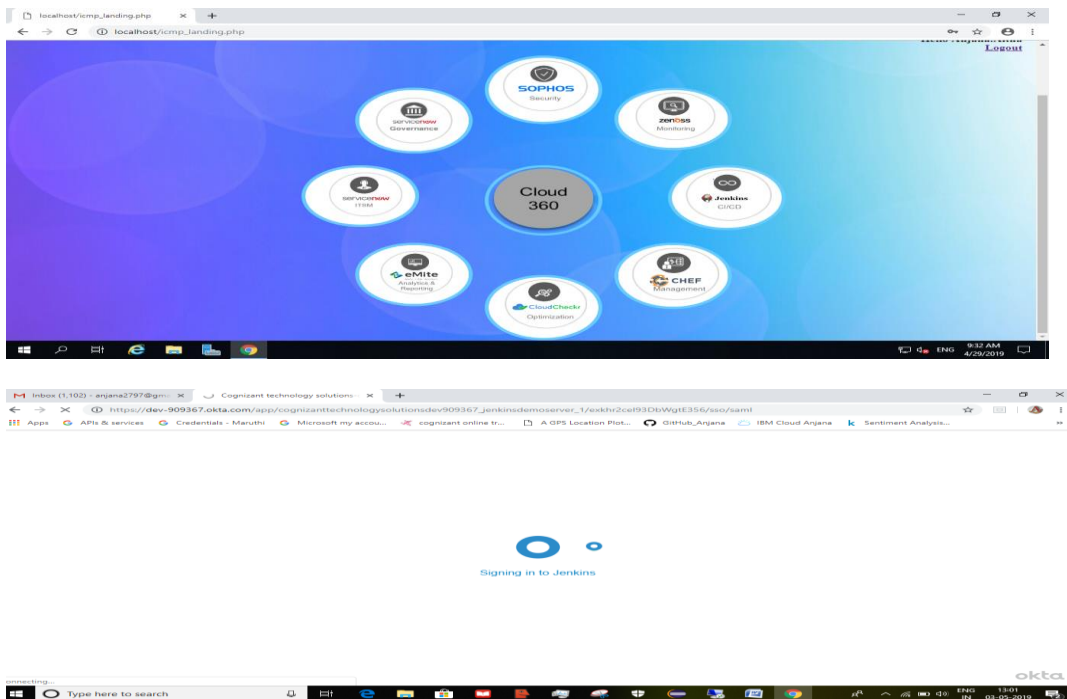 localhost/icmp_landing.php
localhost/icmp_landing.php
Logout
SOPHOS
Security
servicenow
Governance
zenoss
Monitoring
servicenow
ITSM
Cloud
360
Jenkins
CI/CD
eMite
Analytics &
Reporting
CHEF
Management
CloudCheckr
Optimization
ENG
9:32 AM
4/29/2019
Inbox (1,102) - anjana2797@gm
Cognizant technology solutions
https://dev-909367.okta.com/app/cognizanttechnologysolutionsdev909367_jenkinsdemoserver_1/exkhr2cel93DbWgtE356/sso/saml
Apps
APIs & services
Credentials - Maruthi
Microsoft my accou...
cognizant online tr...
A GPS Location Plot...
GitHub_Anjana
IBM Cloud Anjana
Sentiment Analysis...
Signing in to Jenkins
okta
onnecting...
Type here to search
ENG
IN
13:01
03-05-2019